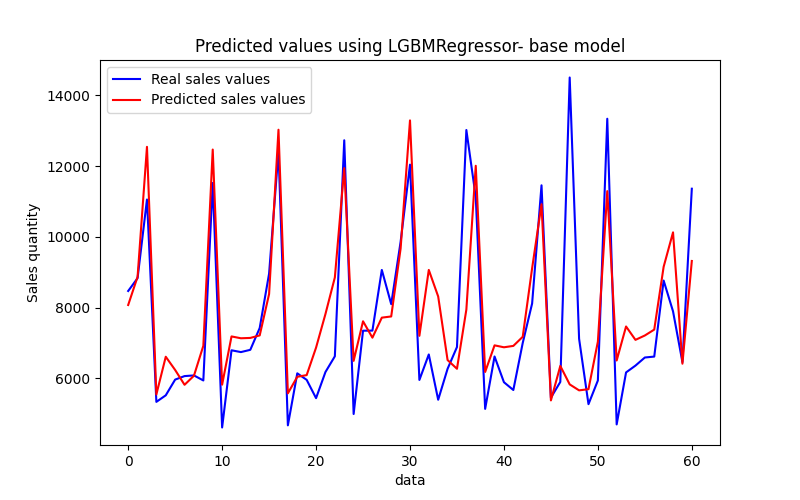 Predicted values using LGBMRegressor- base model
Real sales values
Predicted sales values
Sales quantity
14000
12000
10000
8000
6000
0
10
20
30
40
50
60
data